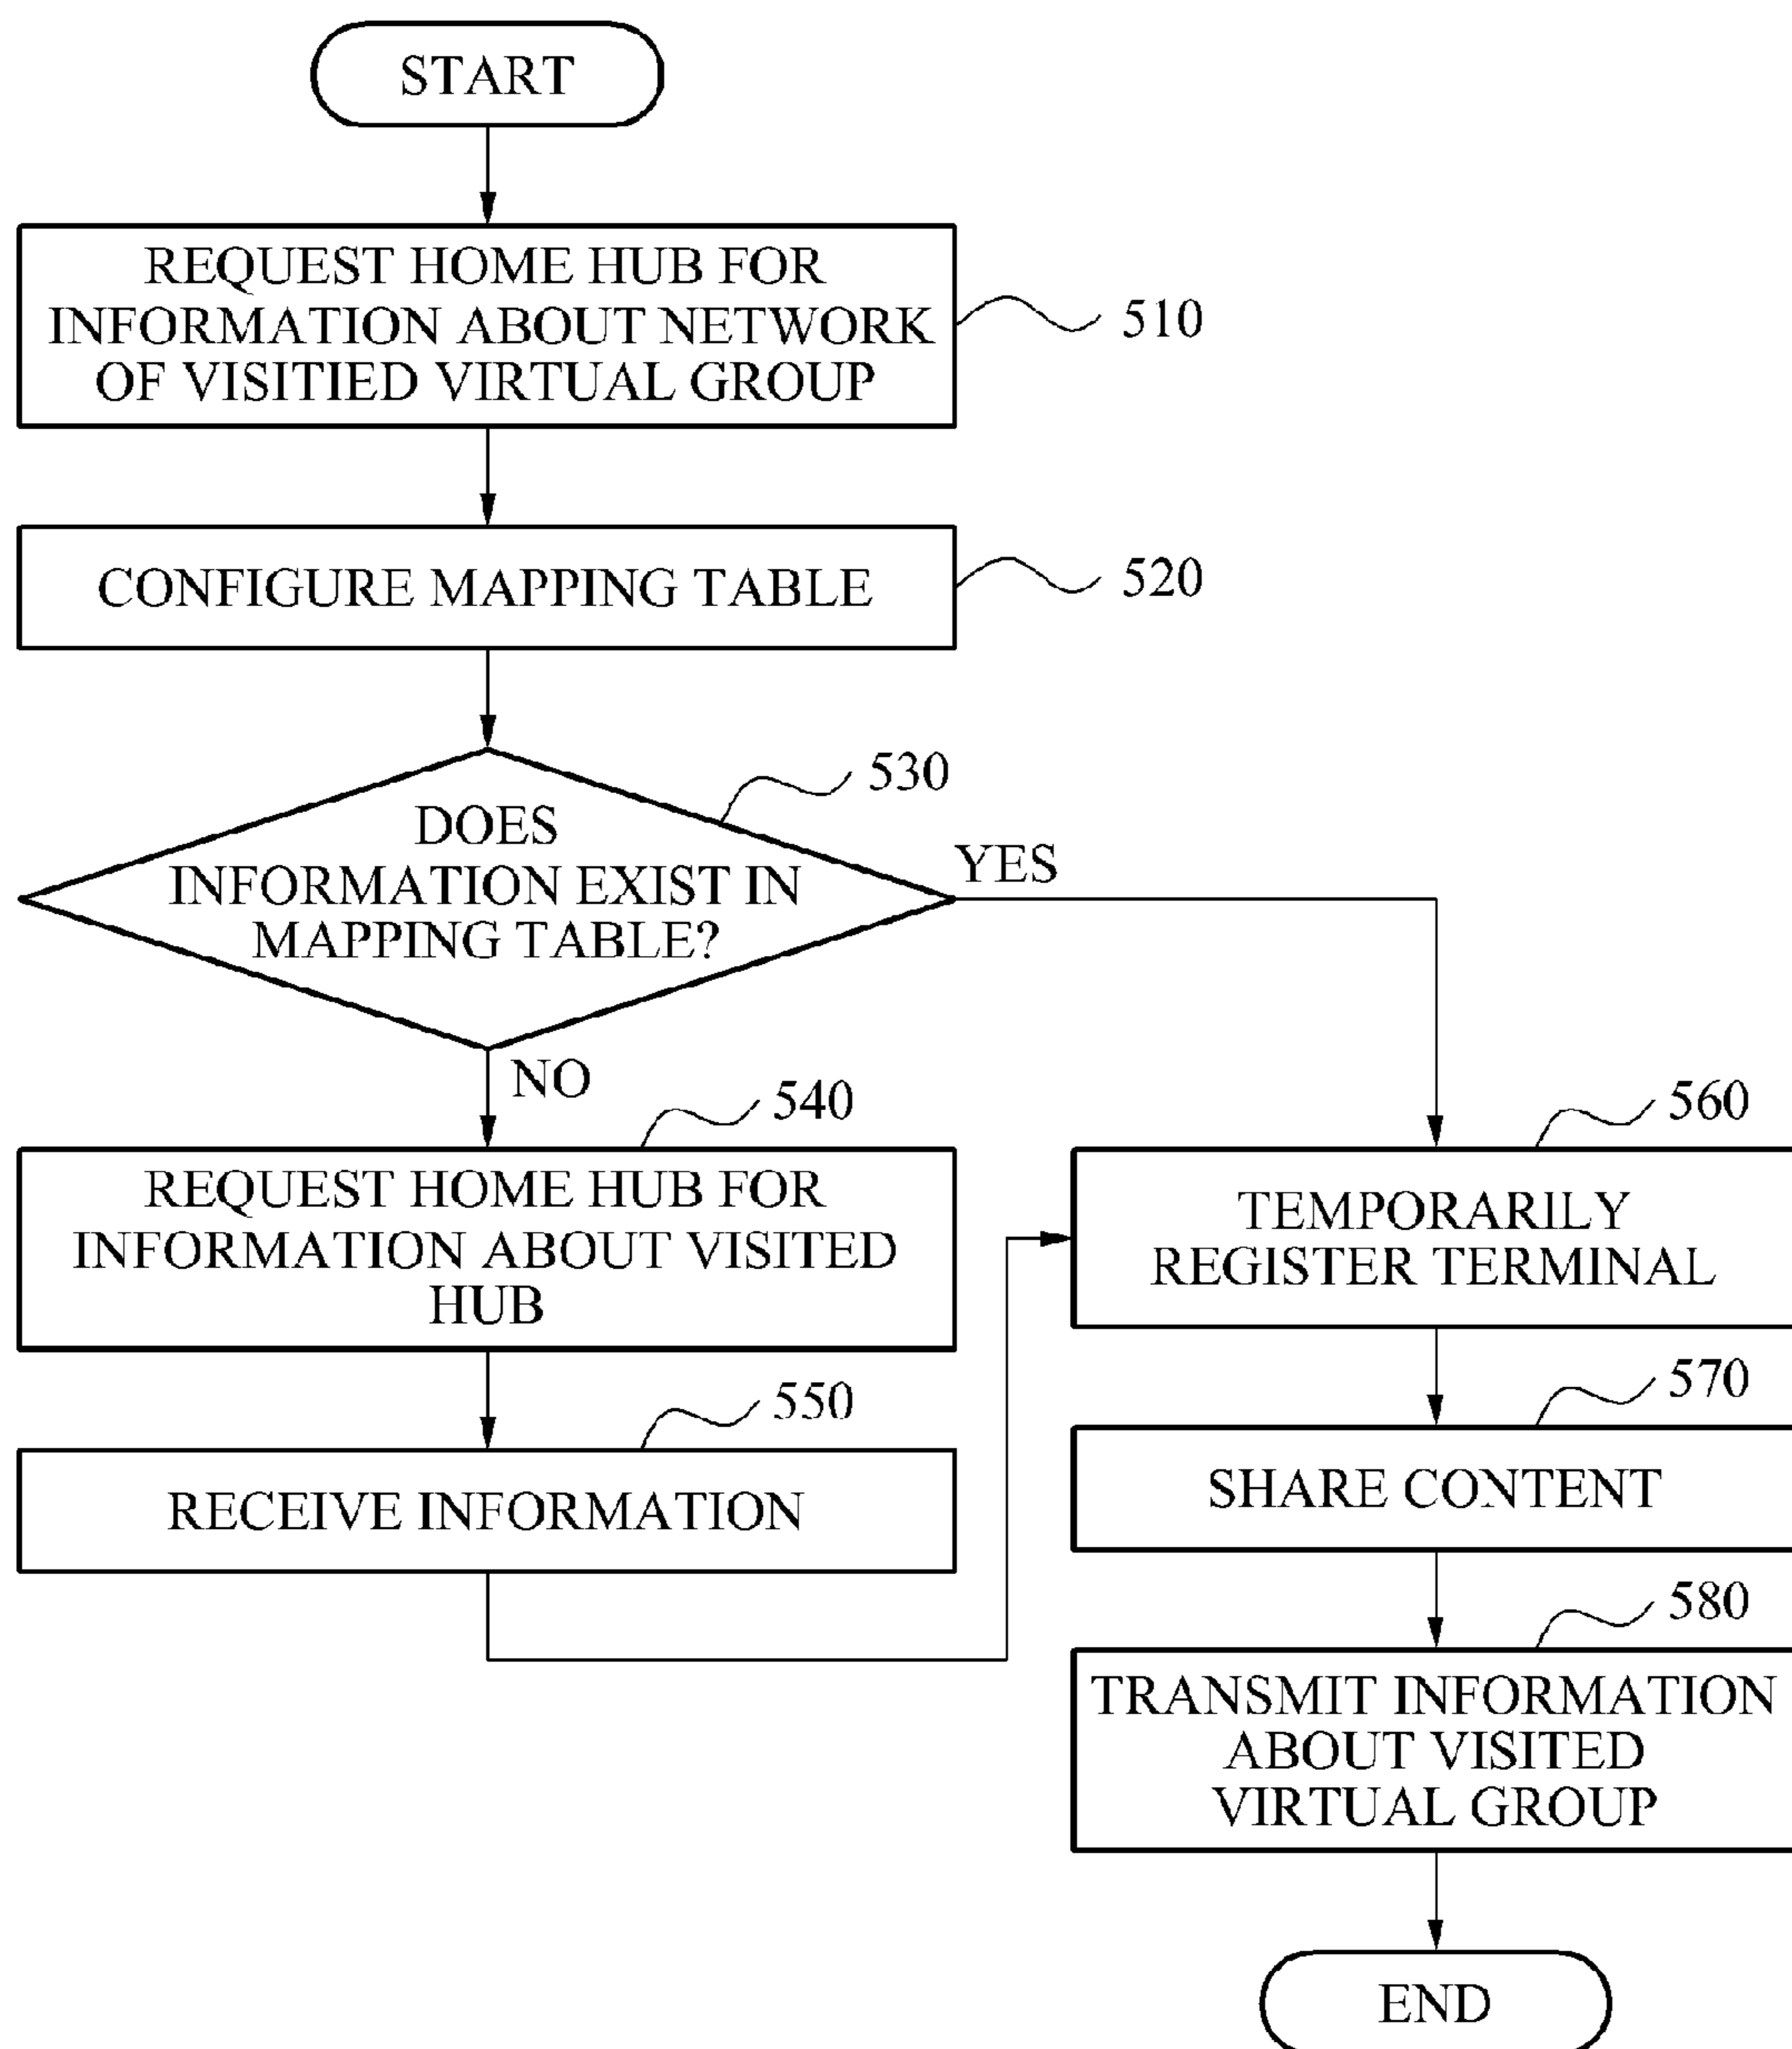 START
REQUEST HOME HUB FOR
INFORMATION ABOUT NETWORK
OF VISITIED VIRTUAL GROUP
510
CONFIGURE MAPPING TABLE
520
530
DOES
INFORMATION EXIST IN
MAPPING TABLE?
YES
NO
540
REQUEST HOME HUB FOR
INFORMATION ABOUT VISITED
HUB
550
RECEIVE INFORMATION
560
TEMPORARILY
REGISTER TERMINAL
570
SHARE CONTENT
580
TRANSMIT INFORMATION
ABOUT VISITED
VIRTUAL GROUP
END